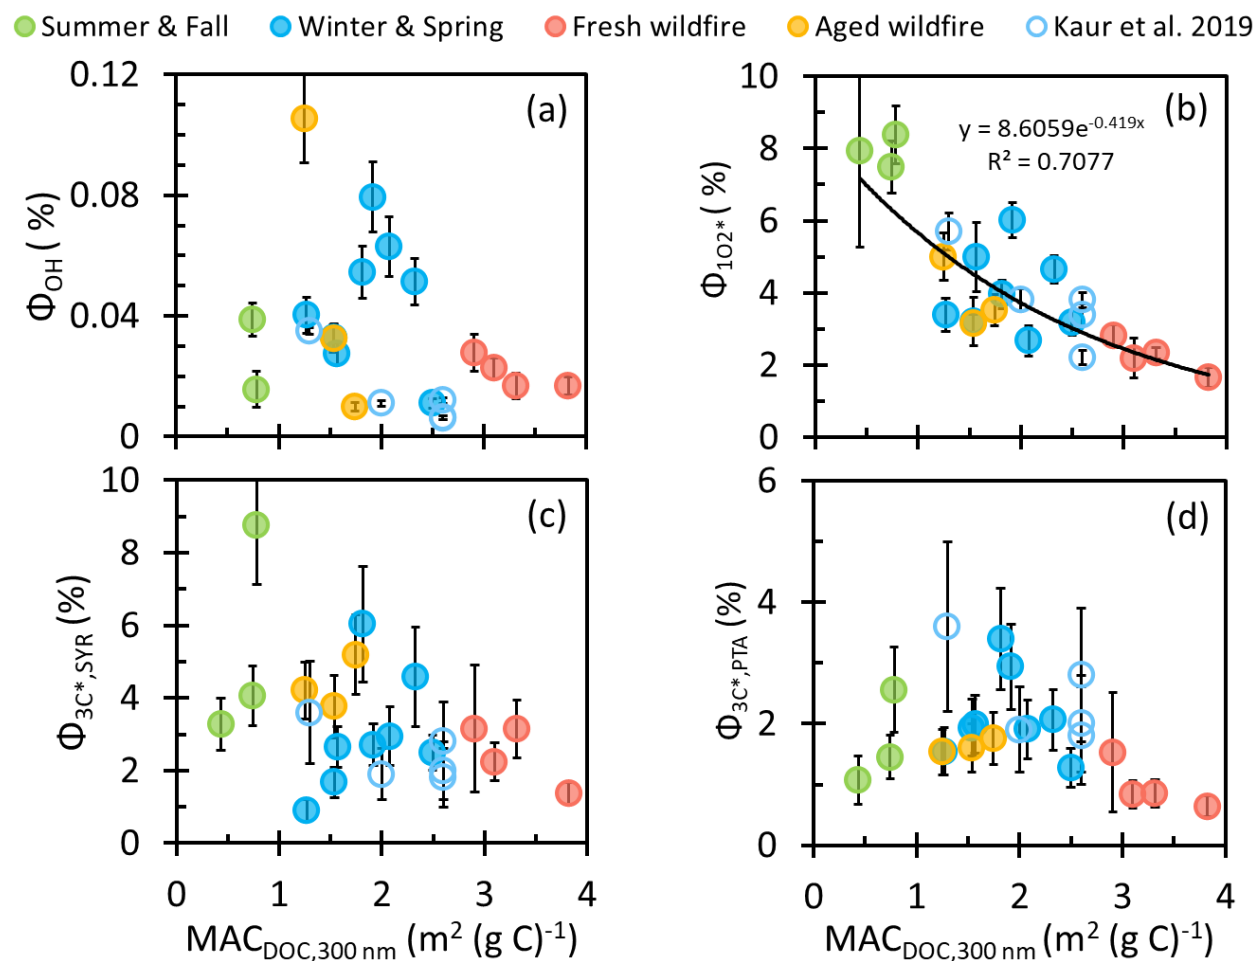 Summer & Fall Winter & Spring Fresh wildfire Aged wildfire Kaur et al. 2019
(a)
Φ_OH ( %)
0.12
0.08
0.04
0
(b)
y = 8.6059e^-0.419x
R² = 0.7077
Φ_1O2* ( %)
10
8
6
4
2
0
(c)
Φ_3C*,SYR (%)
10
8
6
4
2
0
0 1 2 3 4
MAC_DOC,300 nm (m² (g C)⁻¹)
(d)
Φ_3C*,PTA (%)
6
4
2
0
0 1 2 3 4
MAC_DOC,300 nm (m² (g C)⁻¹)